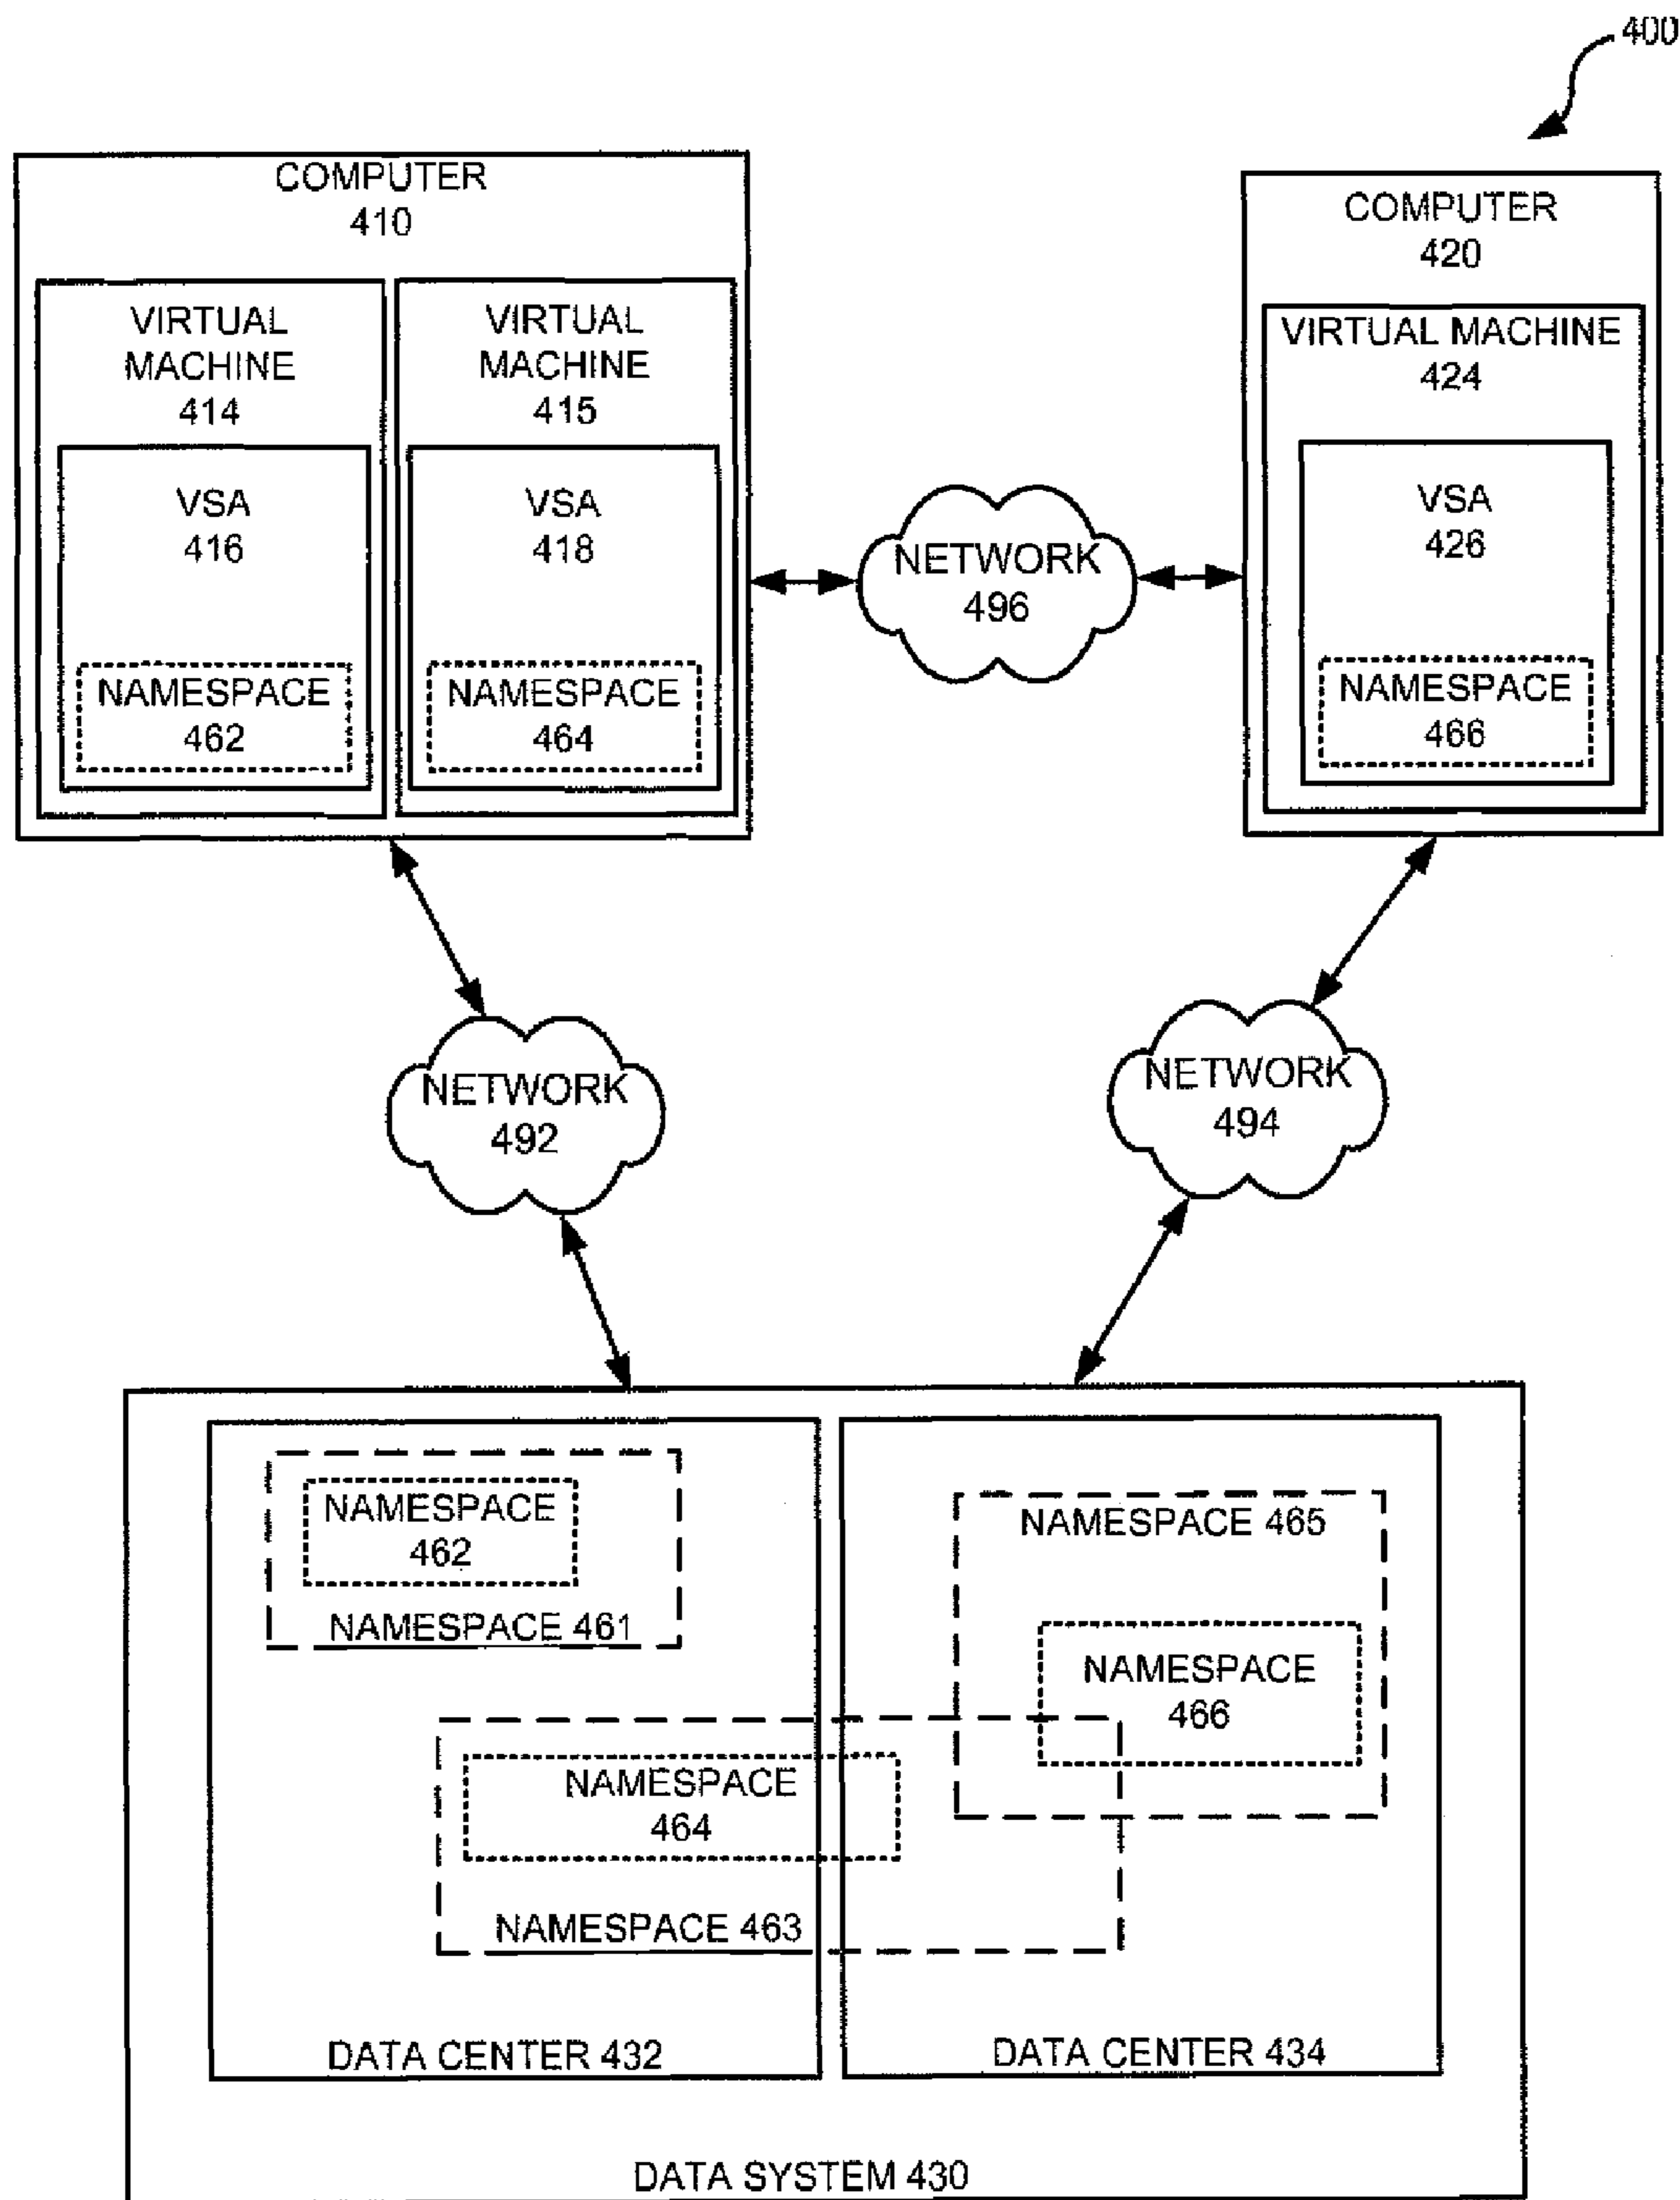 400
COMPUTER
410
VIRTUAL
MACHINE
414
VSA
416
NAMESPACE
462
VIRTUAL
MACHINE
415
VSA
418
NAMESPACE
464
NETWORK
496
COMPUTER
420
VIRTUAL MACHINE
424
VSA
426
NAMESPACE
466
NETWORK
492
NETWORK
494
NAMESPACE
462
NAMESPACE 461
NAMESPACE 465
NAMESPACE
466
NAMESPACE
464
NAMESPACE 463
DATA CENTER 432
DATA CENTER 434
DATA SYSTEM 430